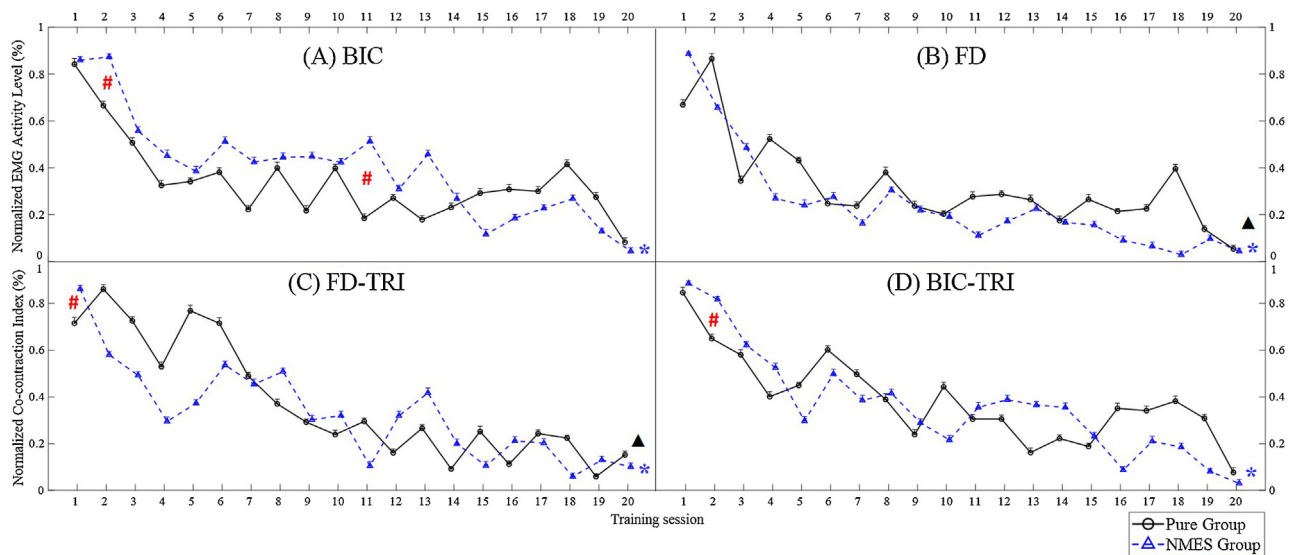 1 2 3 4 5 6 7 8 9 10 11 12 13 14 15 16 17 18 19 20 1 2 3 4 5 6 7 8 9 10 11 12 13 14 15 16 17 18 19 20
1 1
(A) BIC (B) FD
0.8 # 0.8
0.6 0.6
0.4 # 0.4
0.2 0.2
0 * * 0
Normalized EMG Activity Level (%)
1 1
(C) FD-TRI (D) BIC-TRI
0.8 # # 0.8
0.6 0.6
0.4 0.4
0.2 0.2
0 * * 0
Normalized Co-contraction Index (%)
1 2 3 4 5 6 7 8 9 10 11 12 13 14 15 16 17 18 19 20 1 2 3 4 5 6 7 8 9 10 11 12 13 14 15 16 17 18 19 20
Training session
Pure Group
NMES Group